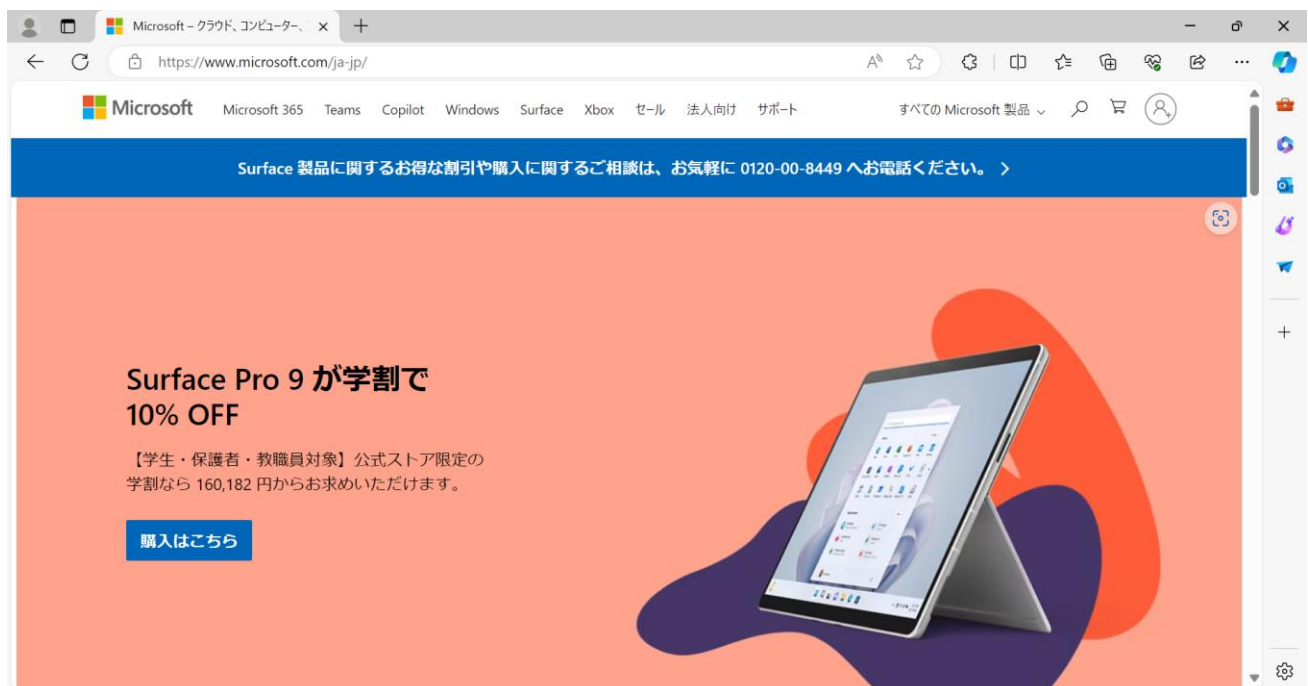 Microsoft – クラウド、コンピューター、
https://www.microsoft.com/ja-jp/
Microsoft Microsoft 365 Teams Copilot Windows Surface Xbox セール 法人向け サポート すべての Microsoft 製品
Surface 製品に関するお得な割引や購入に関するご相談は、お気軽に 0120-00-8449 へお電話ください。
Surface Pro 9 が学割で
10% OFF
【学生・保護者・教職員対象】公式ストア限定の
学割なら 160,182 円からお求めいただけます。
購入はこちら